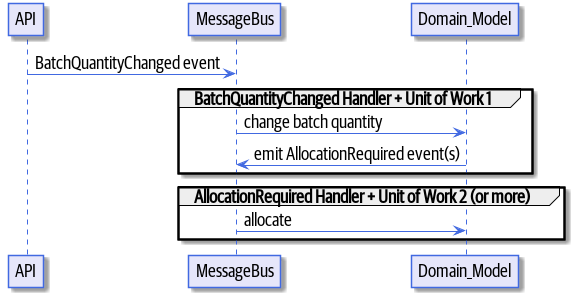 API
MessageBus
Domain_Model
BatchQuantityChanged event
BatchQuantityChanged Handler + Unit of Work 1
change batch quantity
emit AllocationRequired event(s)
AllocationRequired Handler + Unit of Work 2 (or more)
allocate
API
MessageBus
Domain_Model